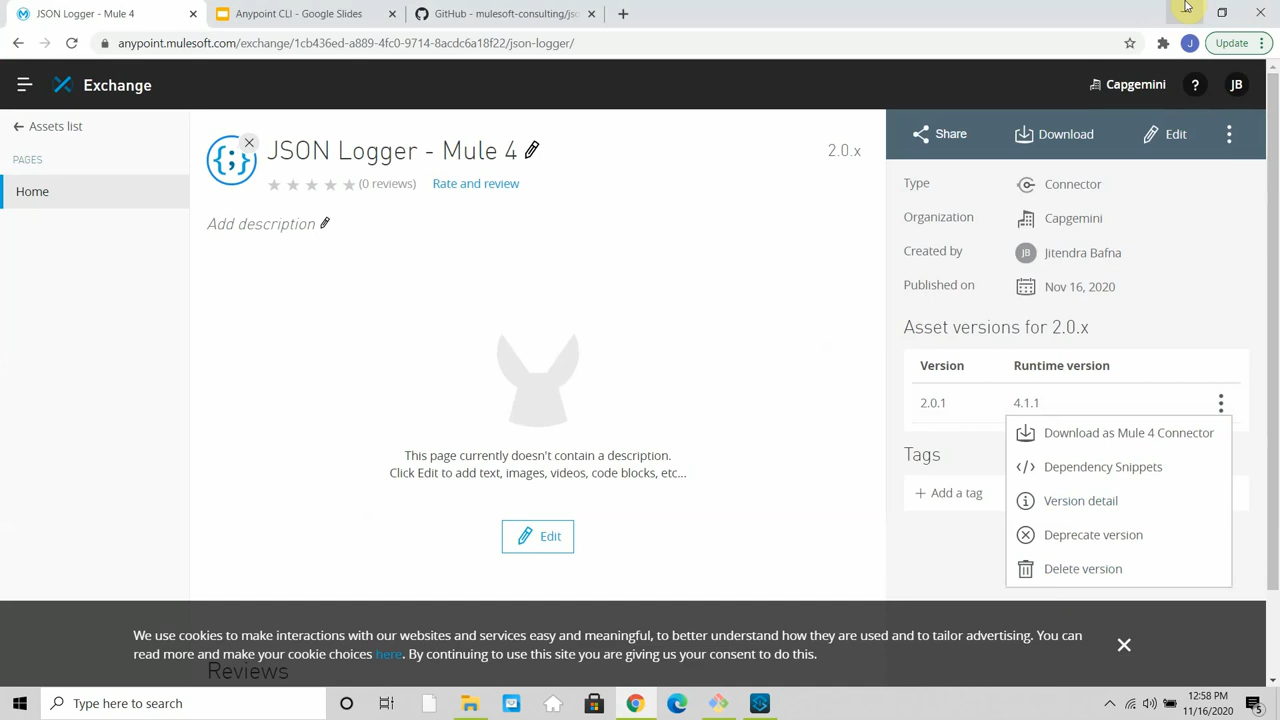 JSON Logger - Mule 4
Anypoint CLI - Google Slides
GitHub - mulesoft-consulting/jso
anypoint.mulesoft.com/exchange/1cb436ed-a889-4fc0-9714-8acdc6a18f22/json-logger/
J
Update
Exchange
Capgemini
?
JB
Assets list
PAGES
Home
JSON Logger - Mule 4
2.0.x
(0 reviews)
Rate and review
Add description
Share
Download
Edit
Type
Connector
Organization
Capgemini
Created by
JB
Jitendra Bafna
Published on
Nov 16, 2020
Asset versions for 2.0.x
Version
Runtime version
2.0.1
4.1.1
Download as Mule 4 Connector
Dependency Snippets
Version detail
Deprecate version
Delete version
Tags
+ Add a tag
This page currently doesn't contain a description.
Click Edit to add text, images, videos, code blocks, etc...
Edit
We use cookies to make interactions with our websites and services easy and meaningful, to better understand how they are used and to tailor advertising. You can
read more and make your cookie choices here. By continuing to use this site you are giving us your consent to do this.
Reviews
Type here to search
12:58 PM
11/16/2020
5